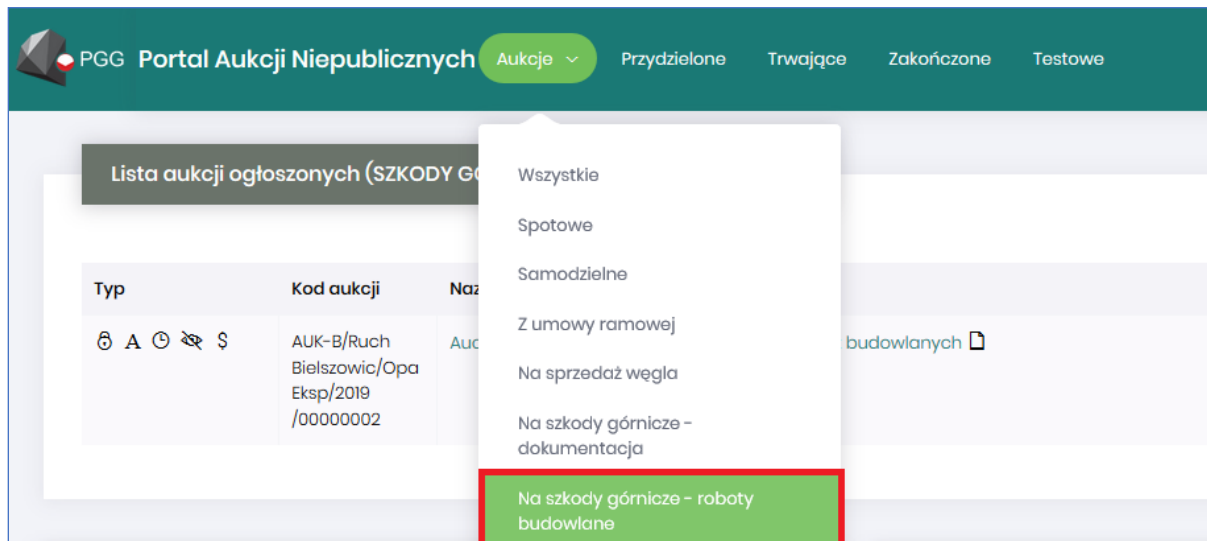 PGG Portal Aukcji Niepublicznych Aukcje Przydzielone Trwające Zakończone Testowe
Lista aukcji ogłoszonych (SZKODY
Wszystkie
Spotowe
Samodzielne
Z umowy ramowej
Na sprzedaż węgla
Na szkody górnicze -
dokumentacja
Na szkody górnicze - roboty
budowlane
Typ Kod aukcji
A $ AUK-B/Ruch budowlanych
Bielszowic/Opa
Eksp/2019
/00000002